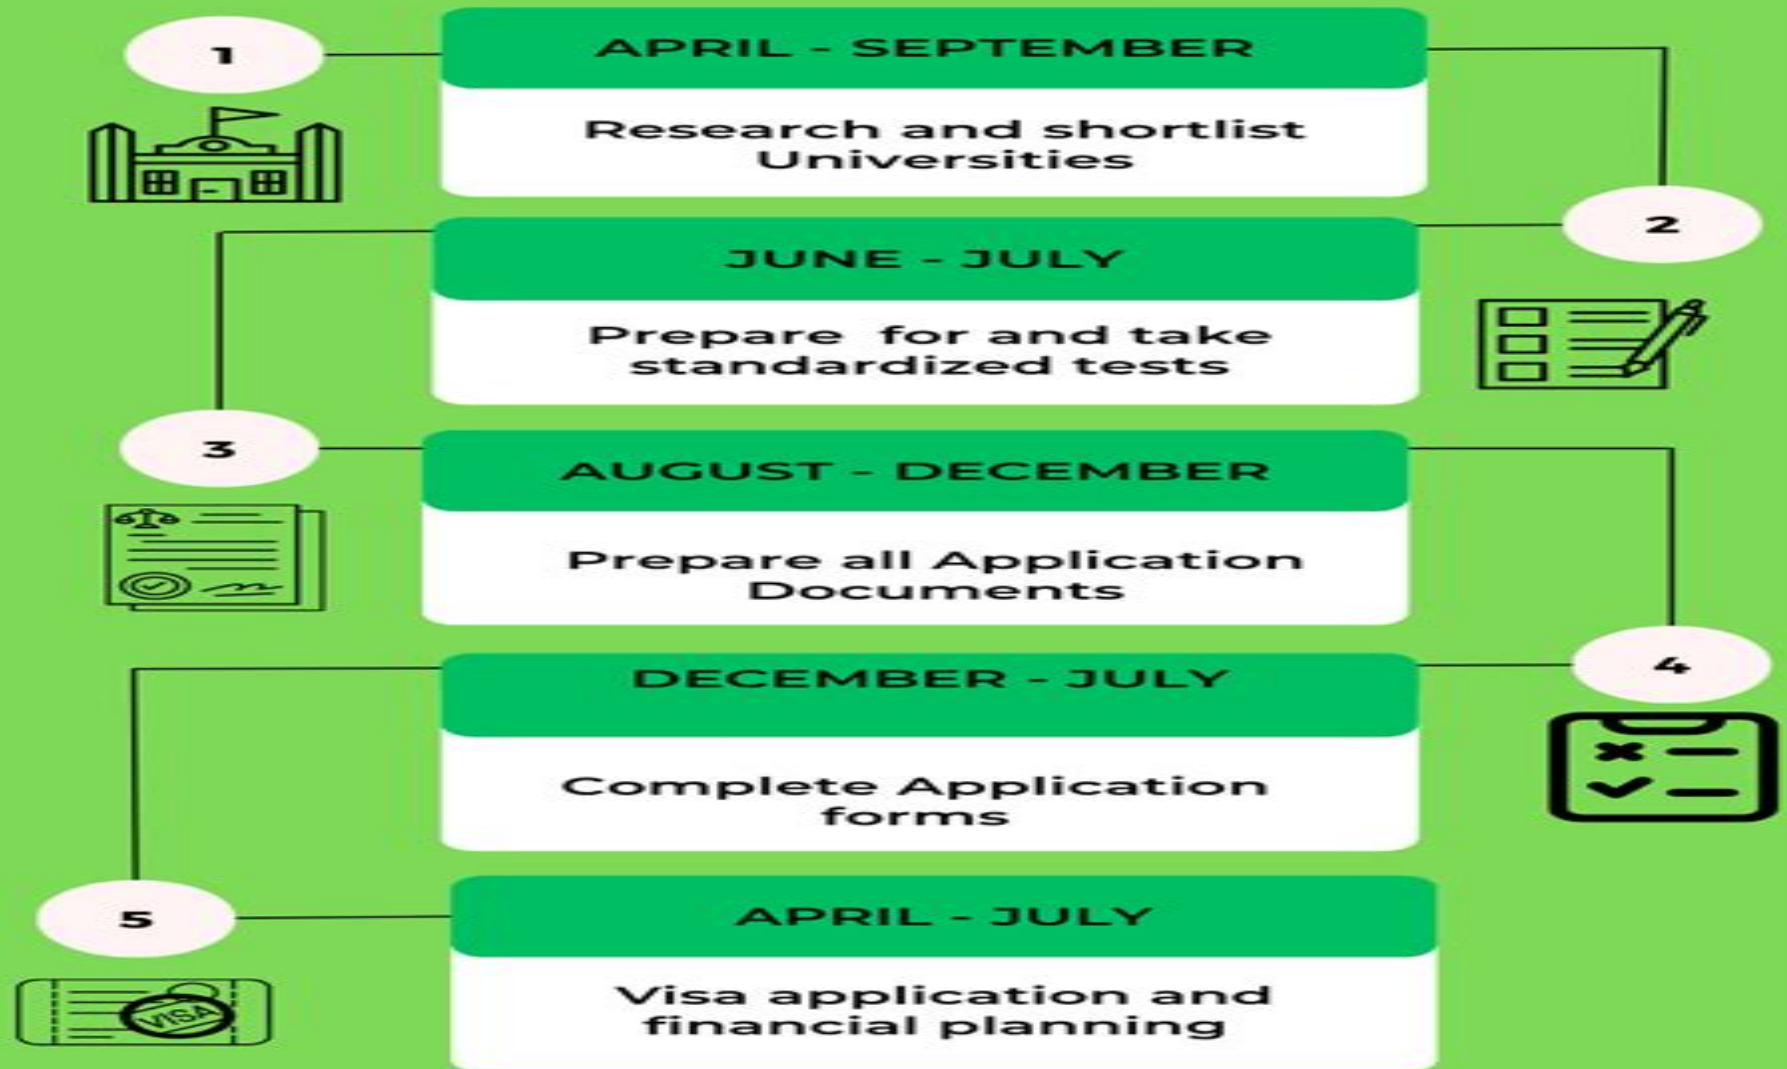 1
APRIL - SEPTEMBER
Research and shortlist
Universities
2
JUNE - JULY
Prepare for and take
standardized tests
3
AUGUST - DECEMBER
Prepare all Application
Documents
4
DECEMBER - JULY
Complete Application
forms
5
APRIL - JULY
Visa application and
financial planning
VISA